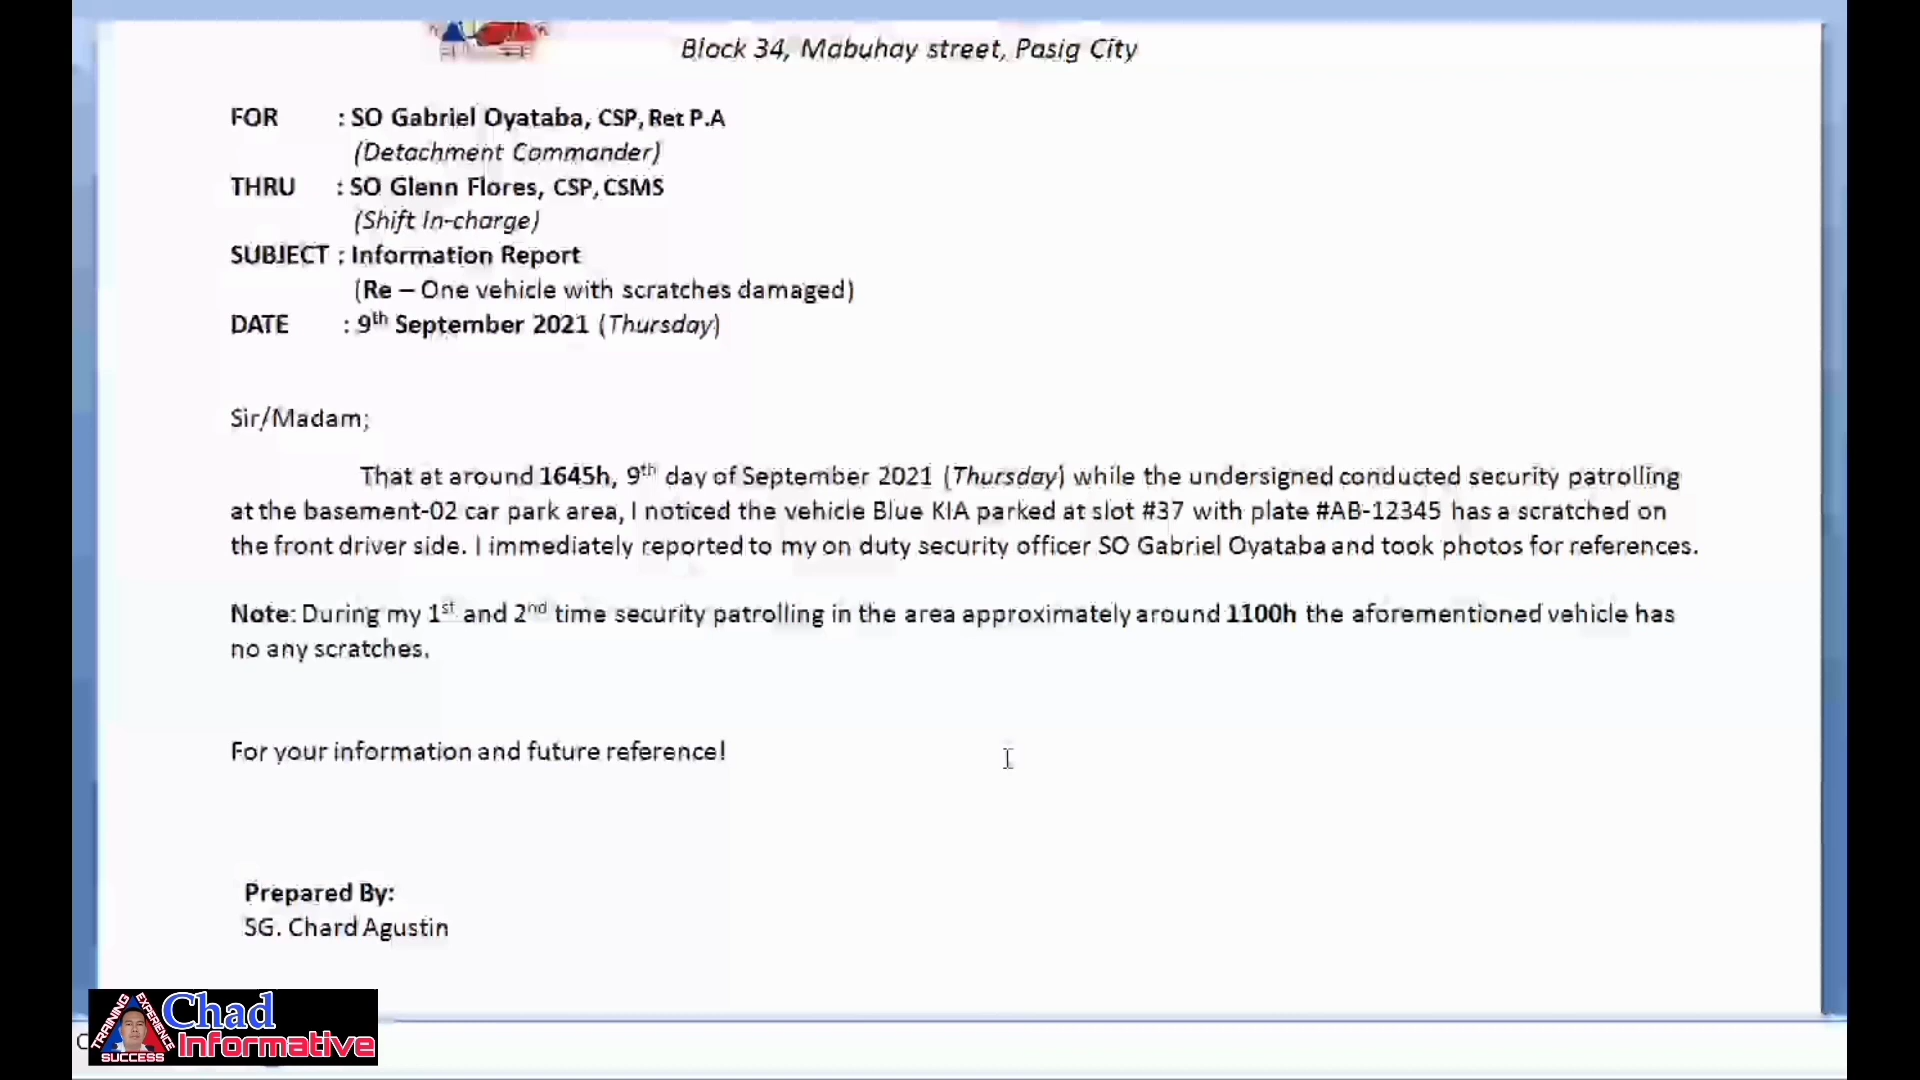 Block 34, Mabuhay street, Pasig City
FOR : SO Gabriel Oyataba, CSP, Ret P.A
(Detachment Commander)
THRU : SO Glenn Flores, CSP, CSMS
(Shift In-charge)
SUBJECT : Information Report
(Re – One vehicle with scratches damaged)
DATE : 9th September 2021 (Thursday)
Sir/Madam;
That at around 1645h, 9th day of September 2021 (Thursday) while the undersigned conducted security patrolling
at the basement-02 car park area, I noticed the vehicle Blue KIA parked at slot #37 with plate #AB-12345 has a scratched on
the front driver side. I immediately reported to my on duty security officer SO Gabriel Oyataba and took photos for references.
Note: During my 1st and 2nd time security patrolling in the area approximately around 1100h the aforementioned vehicle has
no any scratches.
For your information and future reference!
Prepared By:
SG. Chard Agustin
TRAINING EXPERIENCE SUCCESS
Chad
Informative